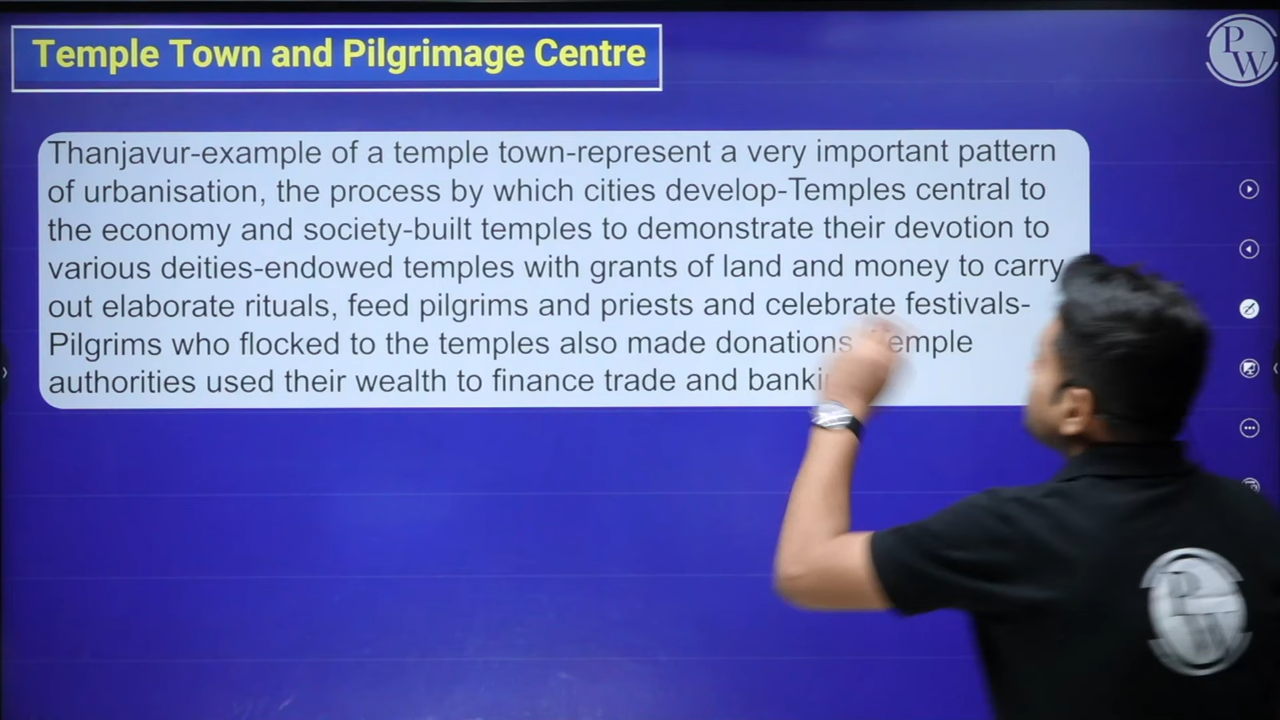 Temple Town and Pilgrimage Centre
PW
Thanjavur-example of a temple town-represent a very important pattern
of urbanisation, the process by which cities develop-Temples central to
the economy and society-built temples to demonstrate their devotion to
various deities-endowed temples with grants of land and money to carry
out elaborate rituals, feed pilgrims and priests and celebrate festivals-
Pilgrims who flocked to the temples also made donations
authorities used their wealth to finance trade and
PW